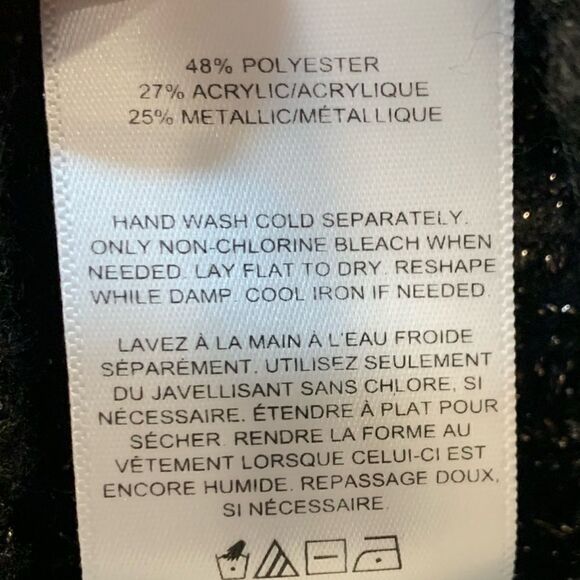 48% POLYESTER
27% ACRYLIC/ACRYLIQUE
25% METALLIC/MÉTALLIQUE
HAND WASH COLD SEPARATELY.
ONLY NON-CHLORINE BLEACH WHEN
NEEDED. LAY FLAT TO DRY. RESHAPE
WHILE DAMP. COOL IRON IF NEEDED.
LAVEZ À LA MAIN À L'EAU FROIDE
SÉPARÉMENT. UTILISEZ SEULEMENT
DU JAVELLISANT SANS CHLORE, SI
NÉCESSAIRE. ÉTENDRE À PLAT POUR
SÉCHER. RENDRE LA FORME AU
VÊTEMENT LORSQUE CELUI-CI EST
ENCORE HUMIDE. REPASSAGE DOUX,
SI NÉCESSAIRE.